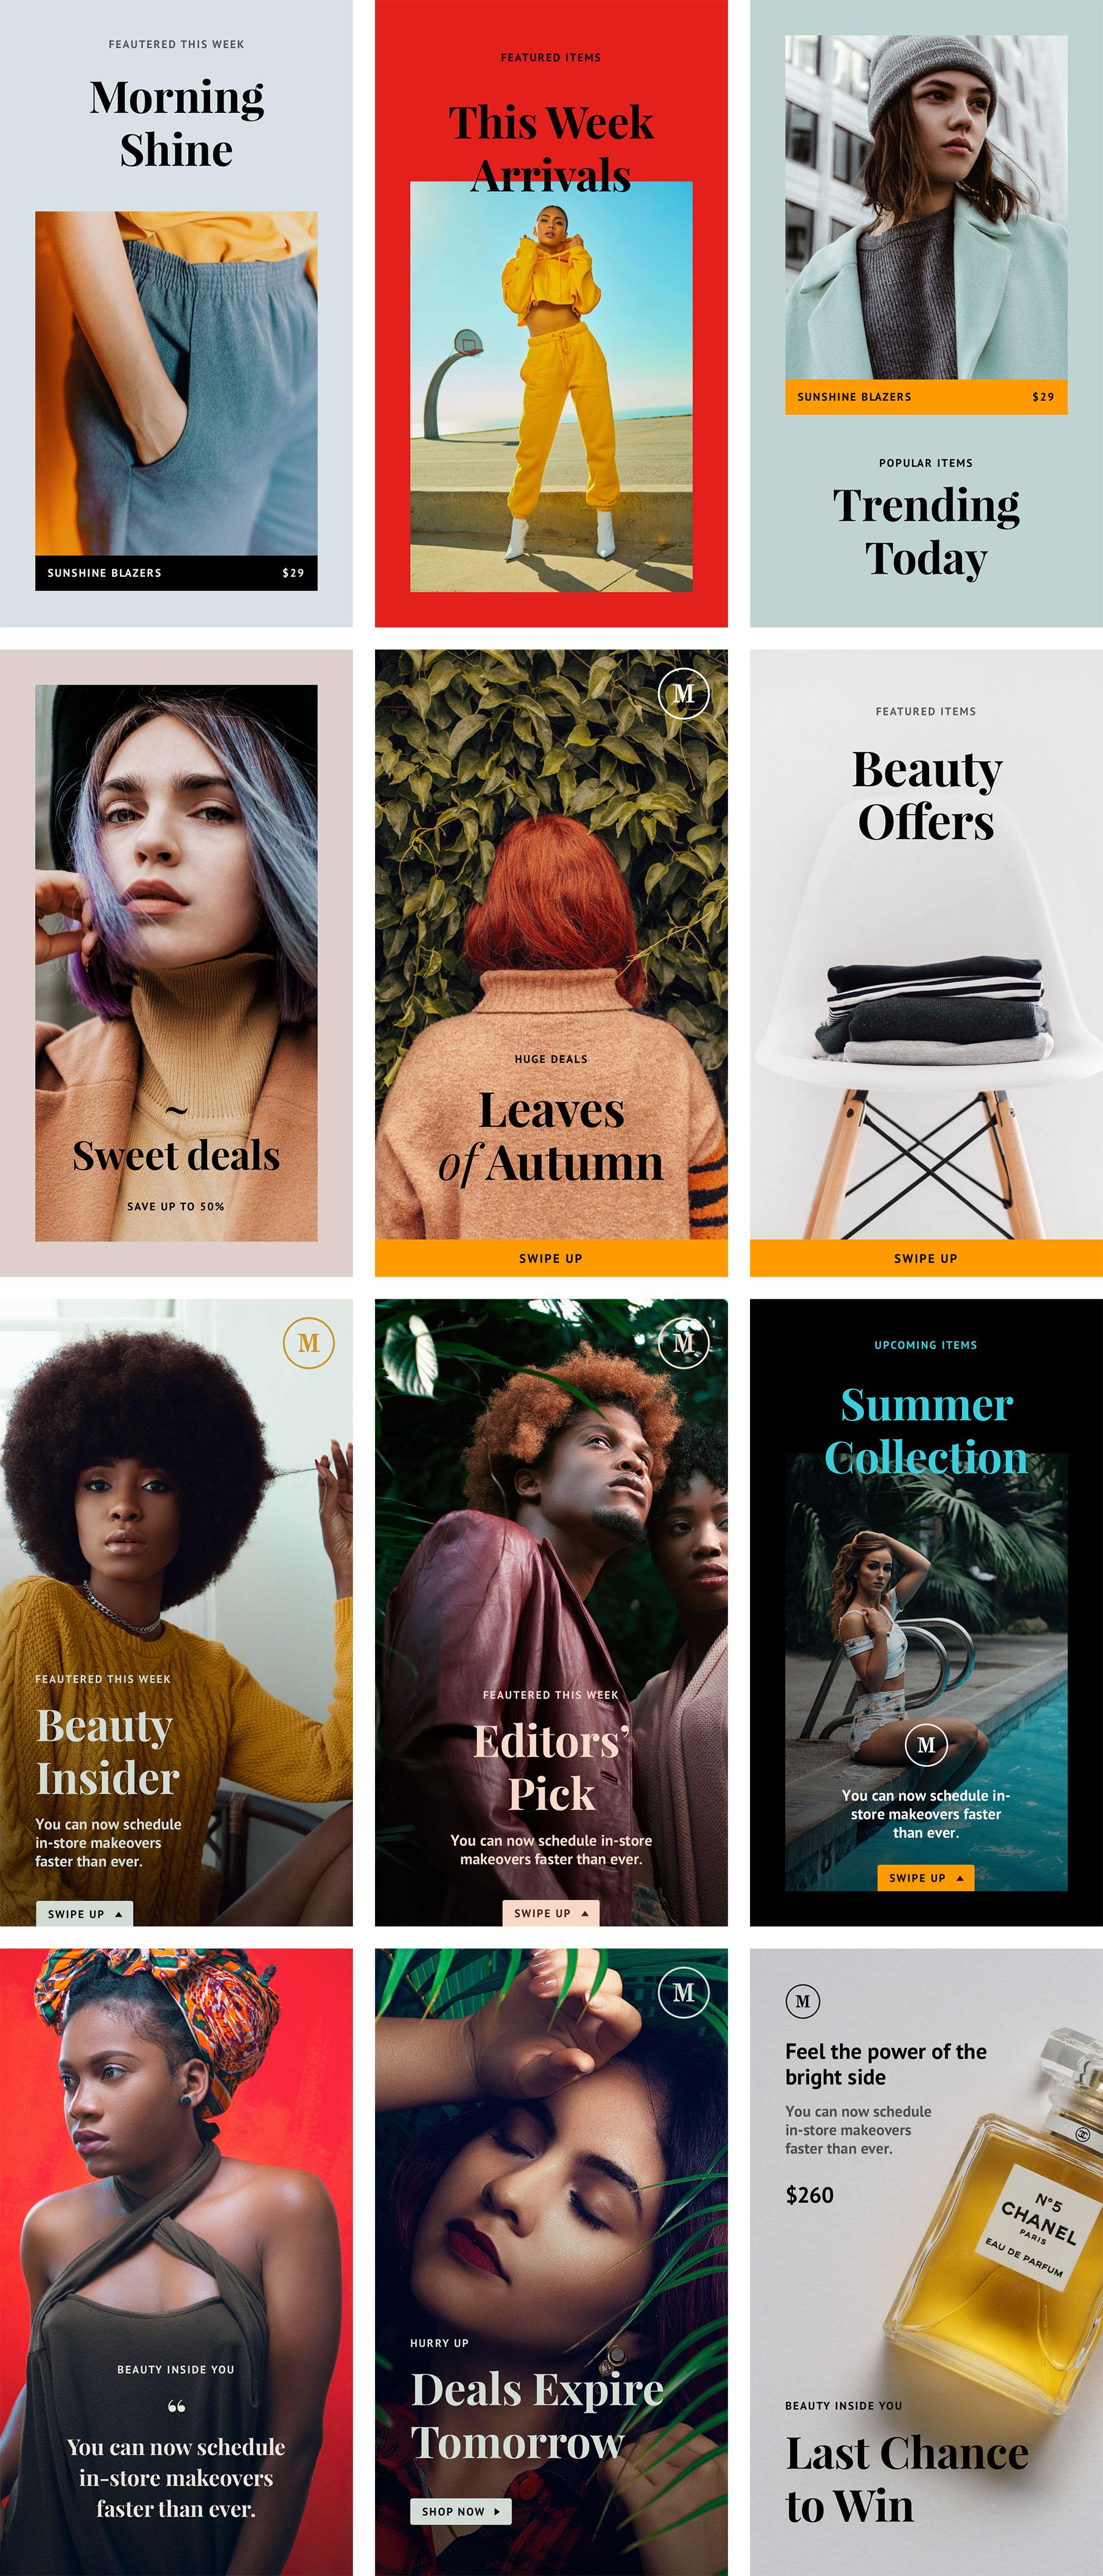 FEAUTERED THIS WEEK
Morning
Shine
SUNSHINE BLAZERS $29
FEATURED ITEMS
This Week
Arrivals
SUNSHINE BLAZERS $29
POPULAR ITEMS
Trending
Today
~
Sweet deals
SAVE UP TO 50%
M
HUGE DEALS
Leaves
of Autumn
SWIPE UP
FEATURED ITEMS
Beauty
Offers
SWIPE UP
M
FEAUTERED THIS WEEK
Beauty
Insider
You can now schedule
in-store makeovers
faster than ever.
SWIPE UP
M
FEAUTERED THIS WEEK
Editors’
Pick
You can now schedule in-store
makeovers faster than ever.
SWIPE UP
UPCOMING ITEMS
Summer
Collection
M
You can now schedule in-
store makeovers faster
than ever.
SWIPE UP
BEAUTY INSIDE YOU
“
You can now schedule
in-store makeovers
faster than ever.
M
HURRY UP
Deals Expire
Tomorrow
SHOP NOW
M
Feel the power of the
bright side
You can now schedule
in-store makeovers
faster than ever.
$260
N°5
CHANEL
PARIS
EAU DE PARFUM
BEAUTY INSIDE YOU
Last Chance
to Win